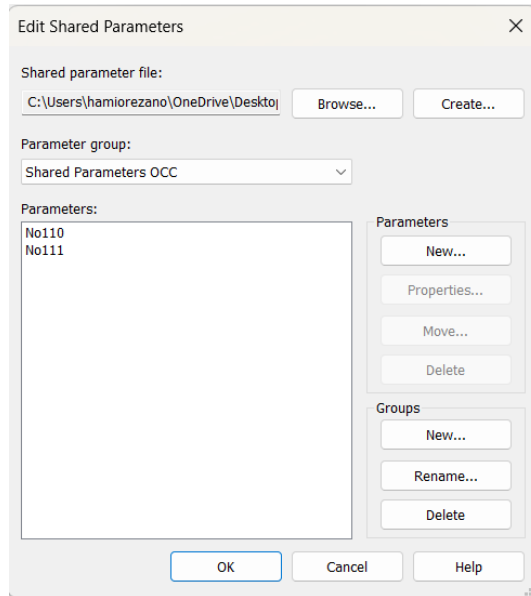 Edit Shared Parameters
Shared parameter file:
C:\Users\hamiorezano\OneDrive\Desktop
Browse...
Create...
Parameter group:
Shared Parameters OCC
Parameters:
No110
No111
Parameters
New...
Properties...
Move...
Delete
Groups
New...
Rename...
Delete
OK
Cancel
Help